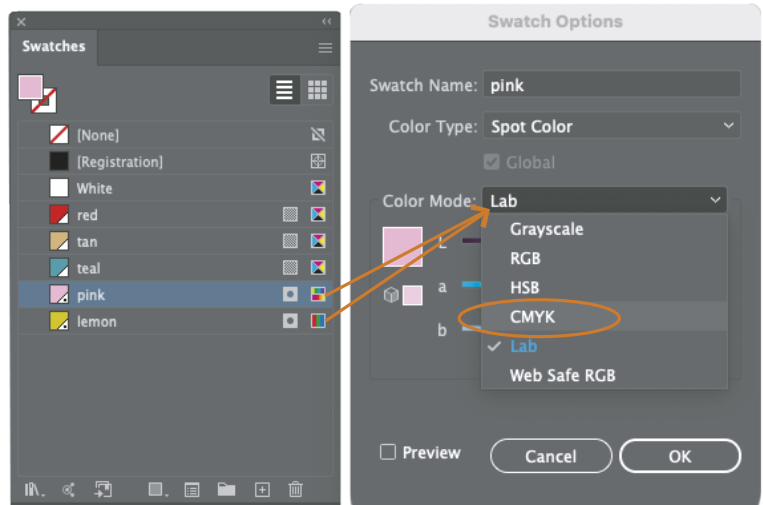 Swatches
[None]
[Registration]
White
red
tan
teal
pink
lemon
Swatch Options
Swatch Name: pink
Color Type: Spot Color
Global
Color Mode: Lab
Grayscale
L
RGB
HSB
a
CMYK
b
Lab
Web Safe RGB
Preview
Cancel
OK